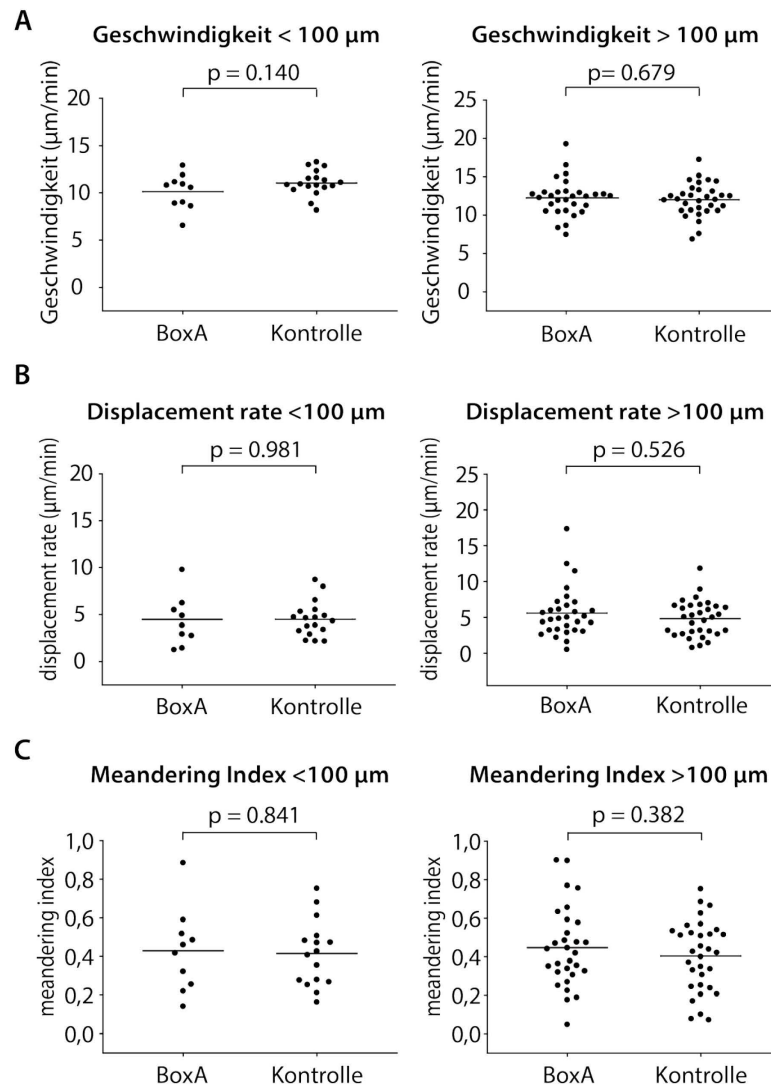 A
Geschwindigkeit < 100 µm
p = 0.140
Geschwindigkeit (µm/min)
20
15
10
5
0
BoxA Kontrolle
Geschwindigkeit > 100 µm
p= 0.679
Geschwindigkeit (µm/min)
25
20
15
10
5
0
BoxA Kontrolle
B
Displacement rate <100 µm
p = 0.981
displacement rate (µm/min)
20
15
10
5
0
BoxA Kontrolle
Displacement rate >100 µm
p = 0.526
displacement rate (µm/min)
25
20
15
10
5
0
BoxA Kontrolle
C
Meandering Index <100 µm
p = 0.841
meandering index
1,0
0,8
0,6
0,4
0,2
0,0
BoxA Kontrolle
Meandering Index >100 µm
p = 0.382
meandering index
1,0
0,8
0,6
0,4
0,2
0,0
BoxA Kontrolle